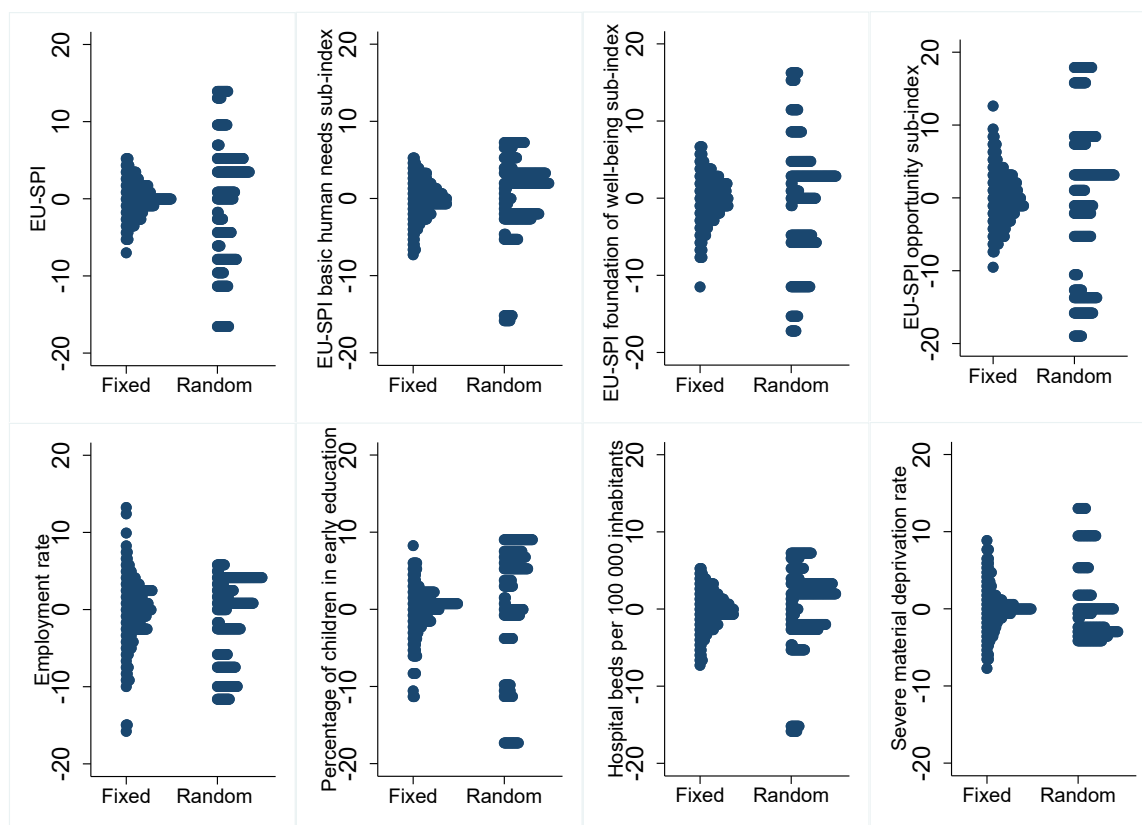 EU-SPI
20
10
0
-10
-20
Fixed Random
EU-SPI basic human needs sub-index
20
10
0
-10
-20
Fixed Random
EU-SPI foundation of well-being sub-index
20
10
0
-10
-20
Fixed Random
EU-SPI opportunity sub-index
20
10
0
-10
-20
Fixed Random
Employment rate
20
10
0
-10
-20
Fixed Random
Percentage of children in early education
20
10
0
-10
-20
Fixed Random
Hospital beds per 100 000 inhabitants
20
10
0
-10
-20
Fixed Random
Severe material deprivation rate
20
10
0
-10
-20
Fixed Random